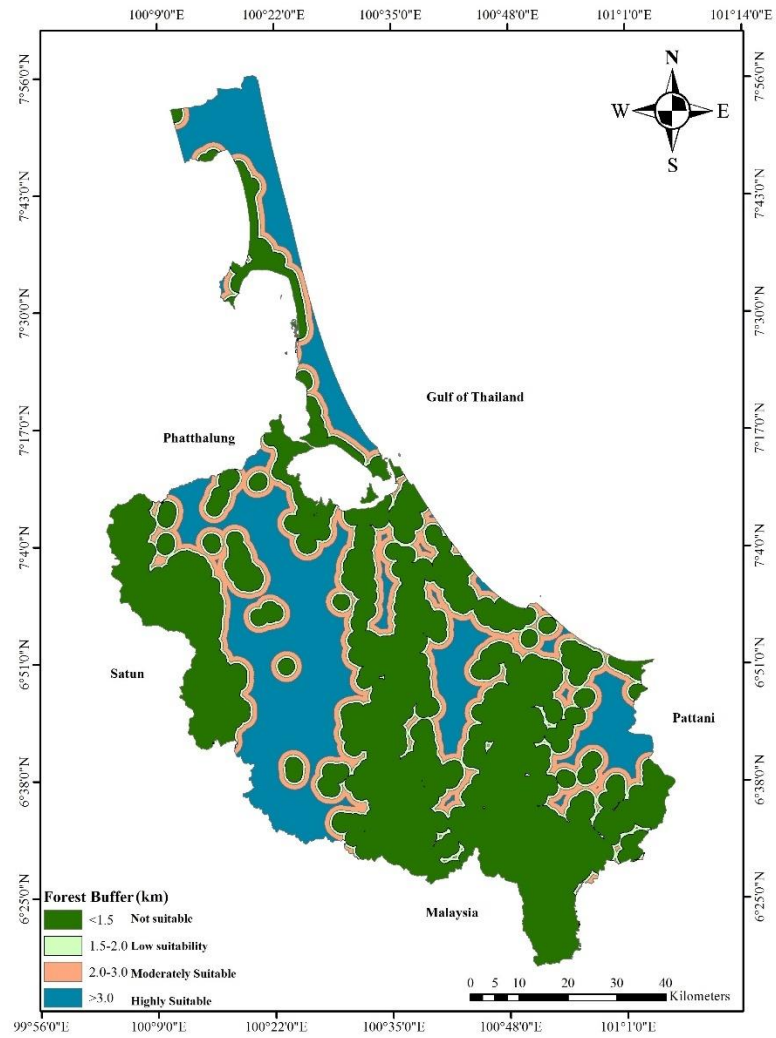 100°9'0"E 100°22'0"E 100°35'0"E 100°48'0"E 101°1'0"E 101°14'0"E
N
W E
S
7°56'0"N 7°56'0"N
7°43'0"N 7°43'0"N
7°30'0"N 7°30'0"N
Gulf of Thailand
7°17'0"N 7°17'0"N
Phatthalung
7°4'0"N 7°4'0"N
6°51'0"N 6°51'0"N
Satun
Pattani
6°38'0"N 6°38'0"N
6°25'0"N 6°25'0"N
Malaysia
Forest Buffer (km)
<1.5 Not suitable
1.5-2.0 Low suitability
2.0-3.0 Moderately Suitable
>3.0 Highly Suitable
0 5 10 20 30 40
Kilometers
99°56'0"E 100°9'0"E 100°22'0"E 100°35'0"E 100°48'0"E 101°1'0"E